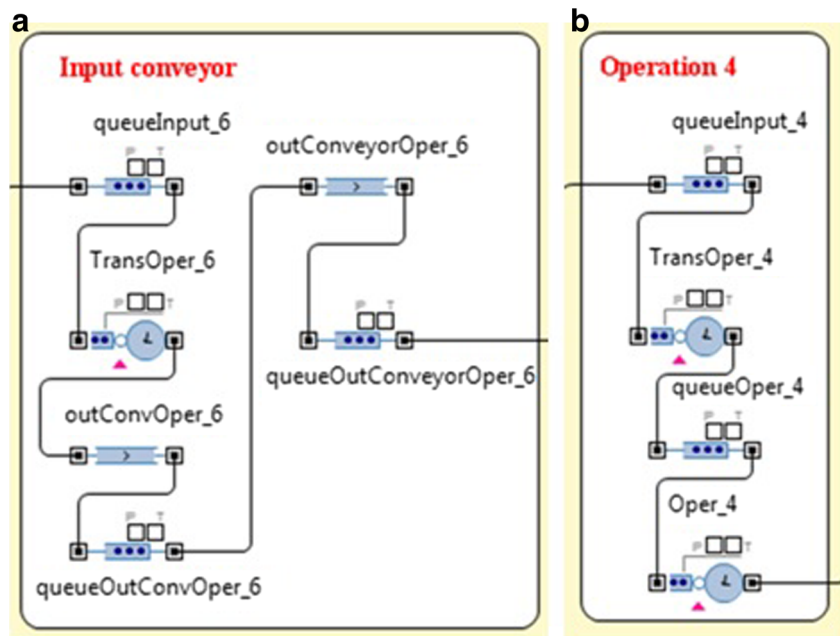 a
Input conveyor
queueInput_6
P T
TransOper_6
P T
outConvOper_6
P T
queueOutConvOper_6
outConveyorOper_6
P T
queueOutConveyorOper_6
b
Operation 4
queueInput_4
P T
TransOper_4
P T
queueOper_4
P T
Oper_4
P T